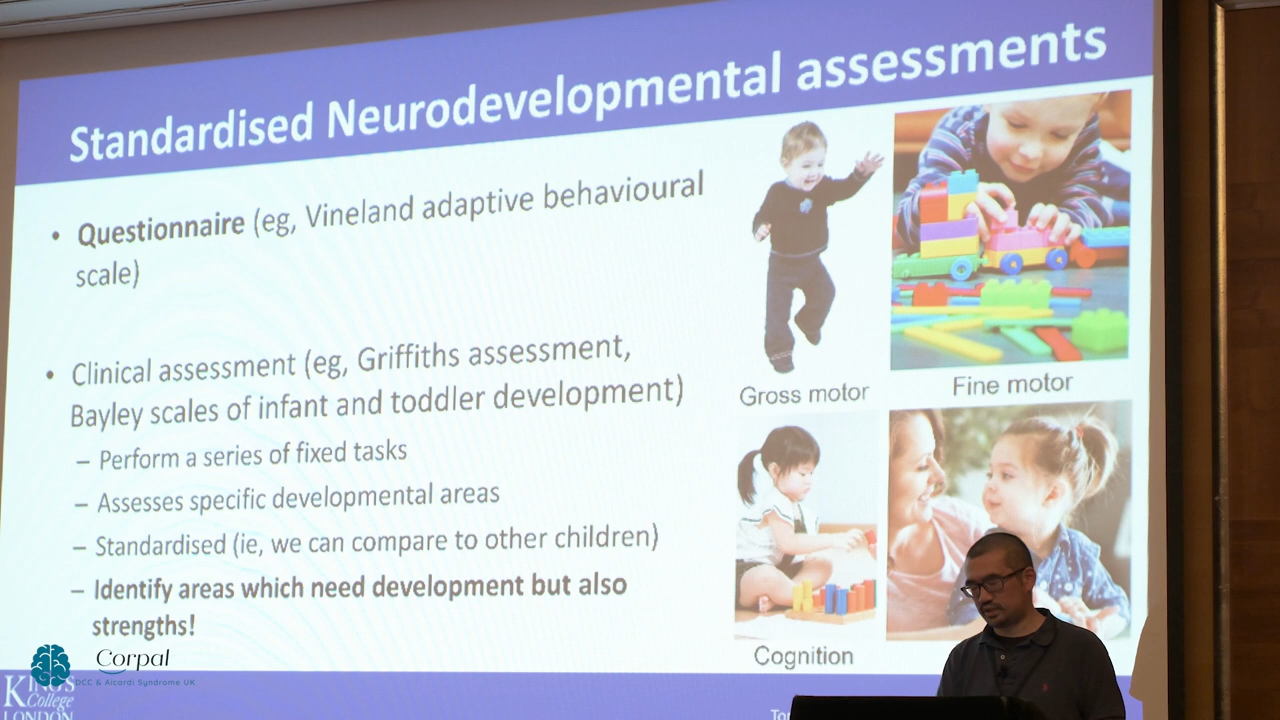 Standardised Neurodevelopmental assessments
• Questionnaire (eg, Vineland adaptive behavioural
scale)
• Clinical assessment (eg, Griffiths assessment,
Bayley scales of infant and toddler development)
– Perform a series of fixed tasks
– Assesses specific developmental areas
– Standardised (ie, we can compare to other children)
– Identify areas which need development but also
strengths!
Gross motor
Fine motor
Cognition
Corpal
DCC & Aicardi Syndrome UK
KING'S
College
LONDON